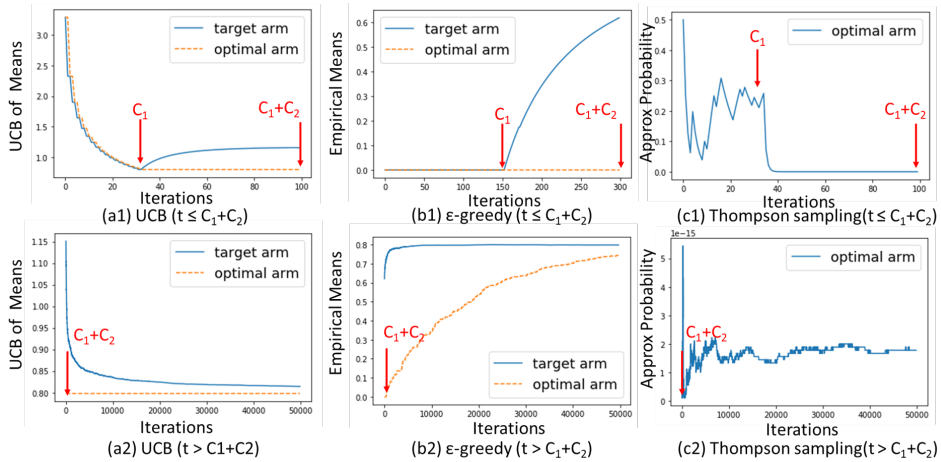 target arm
optimal arm
C₁
C₁+C₂
UCB of Means
3.0
2.5
2.0
1.5
1.0
0
20
40
60
80
100
Iterations
(a1) UCB (t ≤ C₁+C₂)
target arm
optimal arm
C₁
C₁+C₂
Empirical Means
0.6
0.5
0.4
0.3
0.2
0.1
0.0
0
50
100
150
200
250
300
Iterations
(b1) ε-greedy (t ≤ C₁+C₂)
optimal arm
C₁
C₁+C₂
Approx Probability
0.5
0.4
0.3
0.2
0.1
0.0
0
20
40
60
80
100
Iterations
(c1) Thompson sampling(t ≤ C₁+C₂)
target arm
optimal arm
C₁+C₂
UCB of Means
1.15
1.10
1.05
1.00
0.95
0.90
0.85
0.80
0
10000
20000
30000
40000
50000
Iterations
(a2) UCB (t > C1+C2)
C₁+C₂
target arm
optimal arm
Empirical Means
0.8
0.7
0.6
0.5
0.4
0.3
0.2
0.1
0.0
0
10000
20000
30000
40000
50000
Iterations
(b2) ε-greedy (t > C₁+C₂)
1e−15
optimal arm
C₁+C₂
Approx Probability
5
4
3
2
1
0
10000
20000
30000
40000
50000
Iterations
(c2) Thompson sampling(t > C₁+C₂)